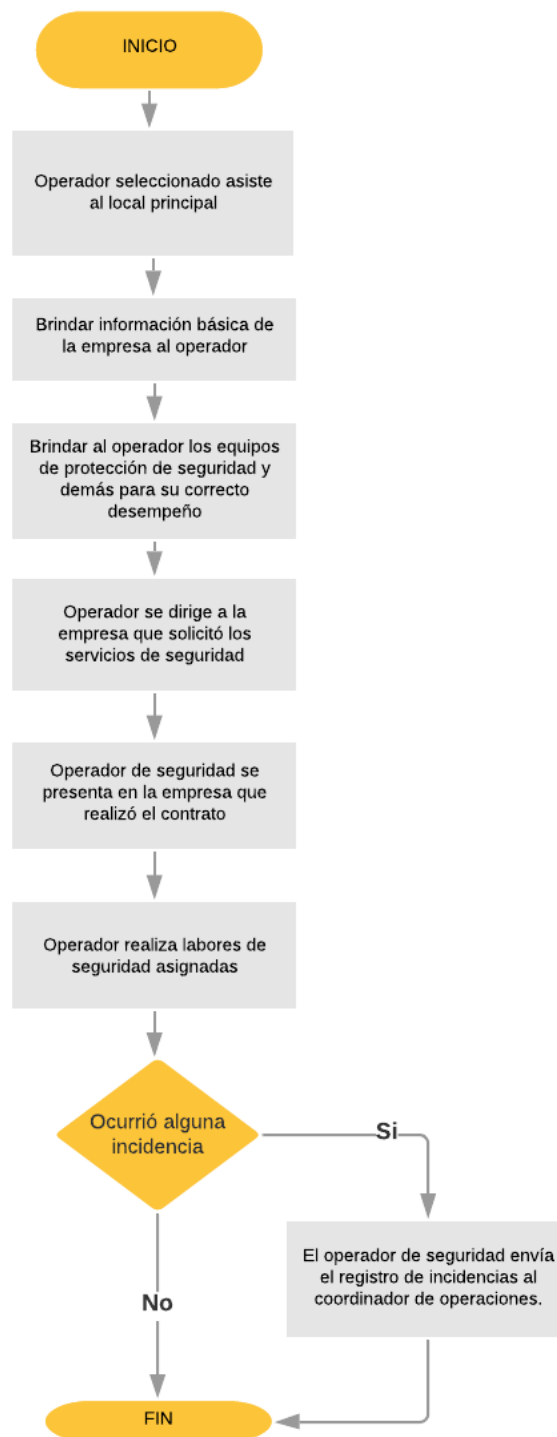 INICIO
Operador seleccionado asiste
al local principal
Brindar información básica de
la empresa al operador
Brindar al operador los equipos
de protección de seguridad y
demás para su correcto
desempeño
Operador se dirige a la
empresa que solicitó los
servicios de seguridad
Operador de seguridad se
presenta en la empresa que
realizó el contrato
Operador realiza labores de
seguridad asignadas
Ocurrió alguna
incidencia
Si
El operador de seguridad envía
el registro de incidencias al
coordinador de operaciones.
No
FIN